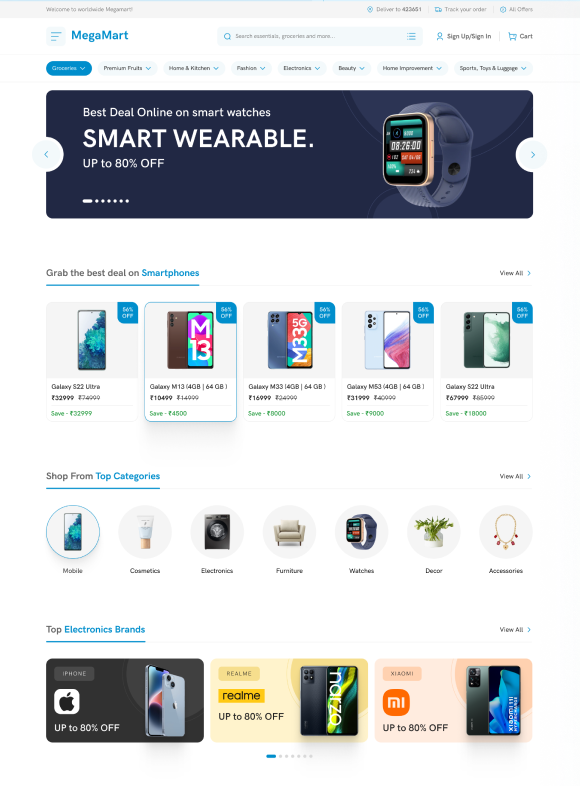 Welcome to worldwide Megamart!
Deliver to 423651
Track your order
All Offers
MegaMart
Search essentials, groceries and more...
Sign Up/Sign In
Cart
Groceries
Premium Fruits
Home & Kitchen
Fashion
Electronics
Beauty
Home Improvement
Sports, Toys & Luggage
Best Deal Online on smart watches
SMART WEARABLE.
UP to 80% OFF
08:26:00
Grab the best deal on Smartphones
View All
56%
OFF
56%
OFF
56%
OFF
56%
OFF
56%
OFF
M
13
5G
M33
Galaxy S22 Ultra
₹32999 ₹74999
Save - ₹32999
Galaxy M13 (4GB | 64 GB )
₹10499 ₹14999
Save - ₹4500
Galaxy M33 (4GB | 64 GB )
₹16999 ₹24999
Save - ₹8000
Galaxy M53 (4GB | 64 GB )
₹31999 ₹40999
Save - ₹9000
Galaxy S22 Ultra
₹67999 ₹85999
Save - ₹18000
Shop From Top Categories
View All
Mobile
Cosmetics
Electronics
Furniture
Watches
Decor
Accessories
Top Electronics Brands
View All
IPHONE
UP to 80% OFF
REALME
realme
UP to 80% OFF
narzo
XIAOMI
mi
UP to 80% OFF